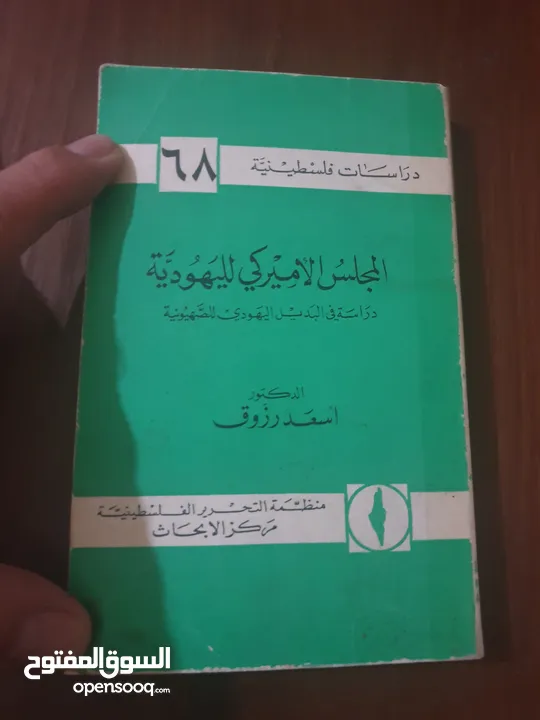 دراسات فلسطينية
٦٨
المجلس الاميركي لليهودية
دراسة في البديل اليهودي للصهيونية
الدكتور
اسعد رزوق
منظمة التحرير الفلسطينية
مركز الابحاث
السوق المفتوح
opensooq.com